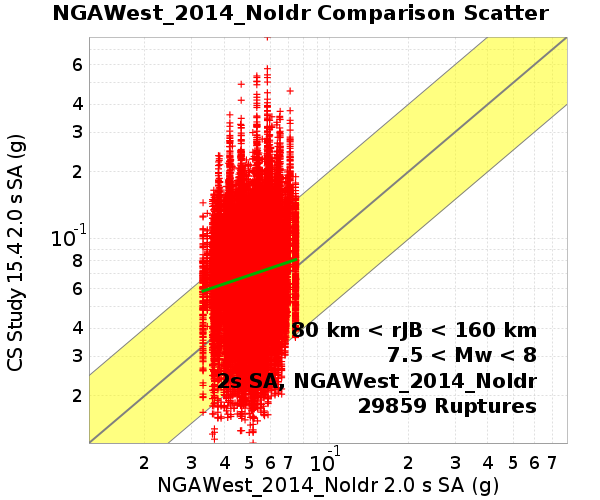 NGAWest_2014_NoIdr Comparison Scatter
CS Study 15.4 2.0 s SA (g)
6
4
3
2
10-1
8
6
4
3
2
80 km < rJB < 160 km
7.5 < Mw < 8
2s SA, NGAWest_2014_NoIdr
29859 Ruptures
2 3 4 5 6 7 10-1 2 3 4 5 6 7
NGAWest_2014_NoIdr 2.0 s SA (g)